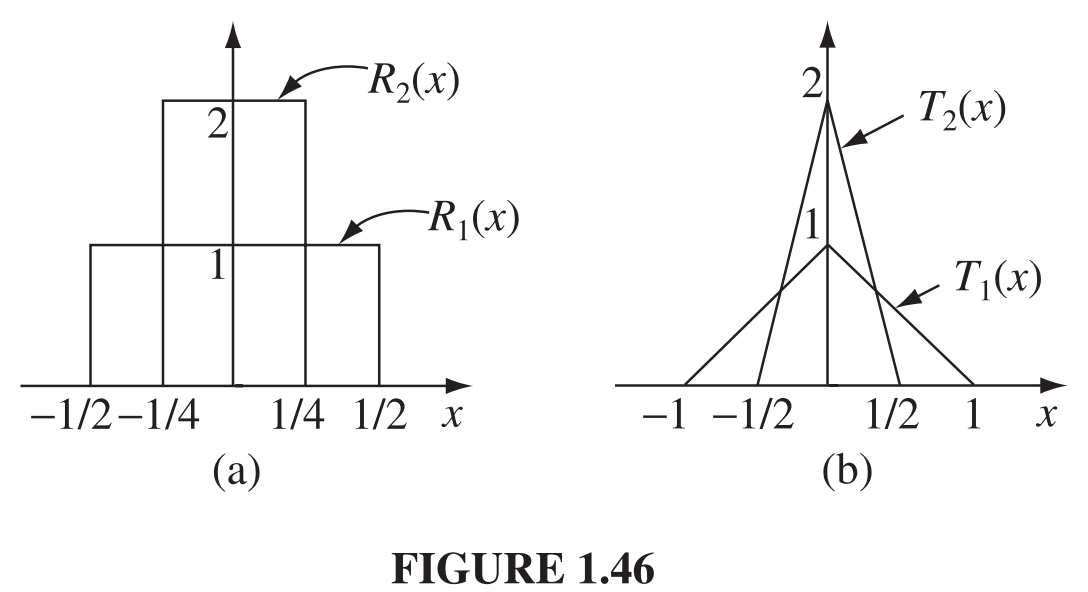 R₂(x)
2
R₁(x)
1
−1/2 −1/4 1/4 1/2 x
(a)
2
T₂(x)
1
T₁(x)
−1 −1/2 1/2 1 x
(b)
FIGURE 1.46